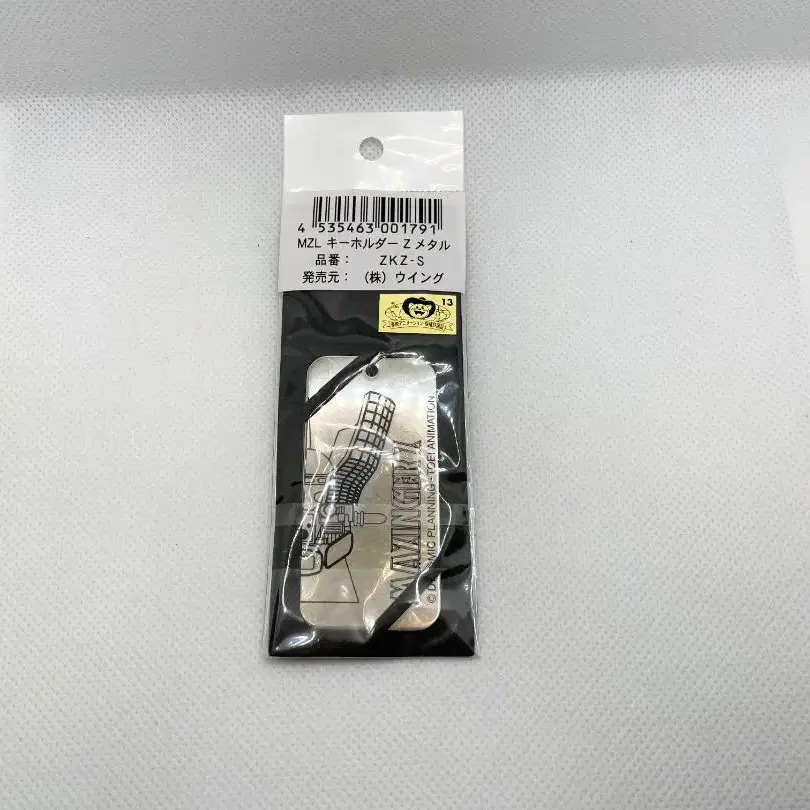 4 535463 001791
MZL キーホルダー Z メタル
品番： ZKZ-S
発売元： （株）ウイング
13
MAZINGER Z
© DYNAMIC PLANNING・TOEI ANIMATION